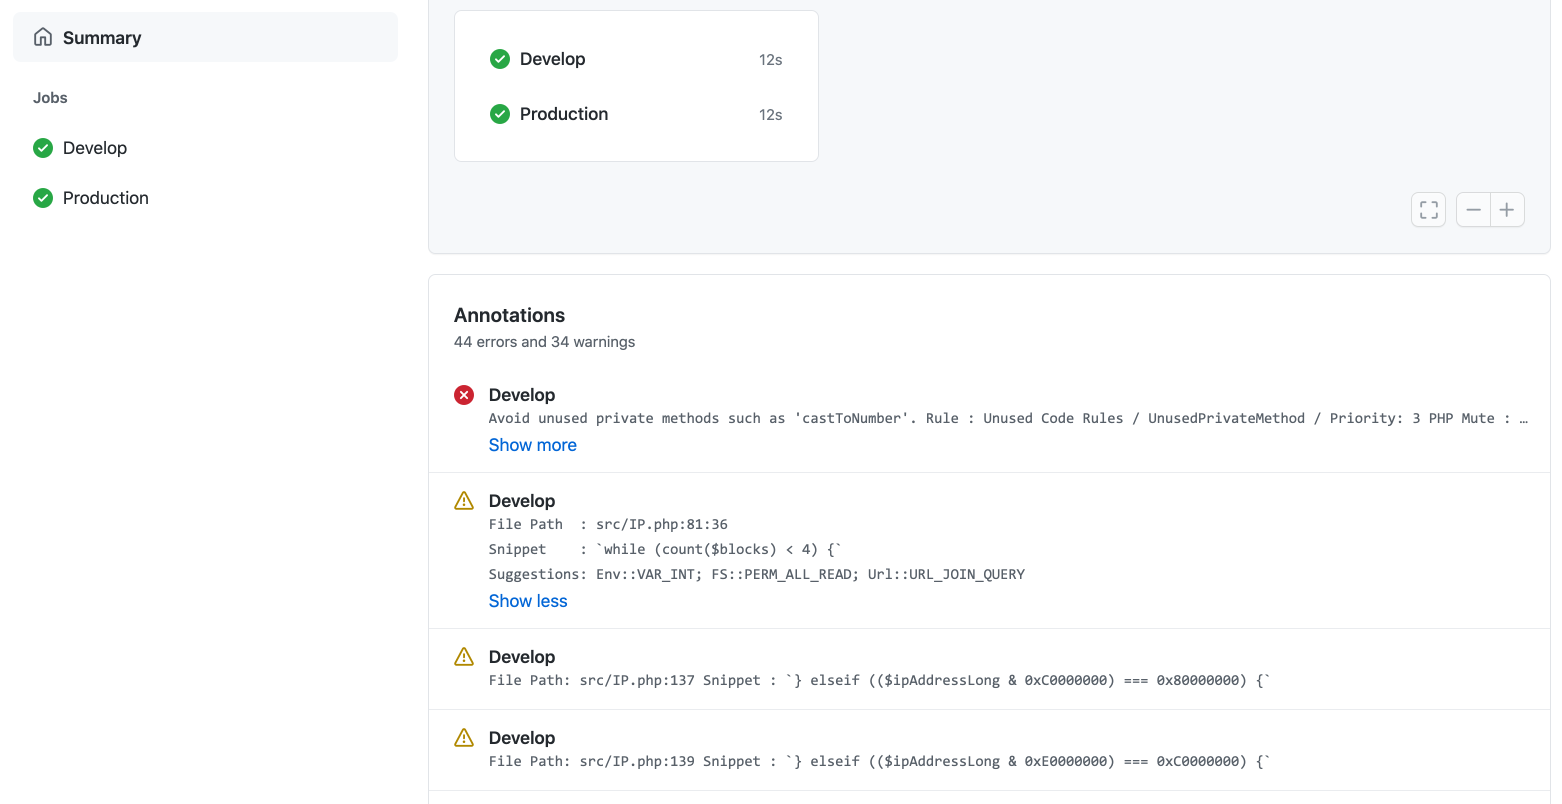 Summary
Jobs
Develop
Production
Develop 12s
Production 12s
Annotations
44 errors and 34 warnings
Develop
Avoid unused private methods such as 'castToNumber'. Rule : Unused Code Rules / UnusedPrivateMethod / Priority: 3 PHP Mute : …
Show more
Develop
File Path  : src/IP.php:81:36
Snippet    : `while (count($blocks) < 4) {`
Suggestions: Env::VAR_INT; FS::PERM_ALL_READ; Url::URL_JOIN_QUERY
Show less
Develop
File Path: src/IP.php:137 Snippet : `} elseif (($ipAddressLong & 0xC0000000) === 0x80000000) {`
Develop
File Path: src/IP.php:139 Snippet : `} elseif (($ipAddressLong & 0xE0000000) === 0xC0000000) {`